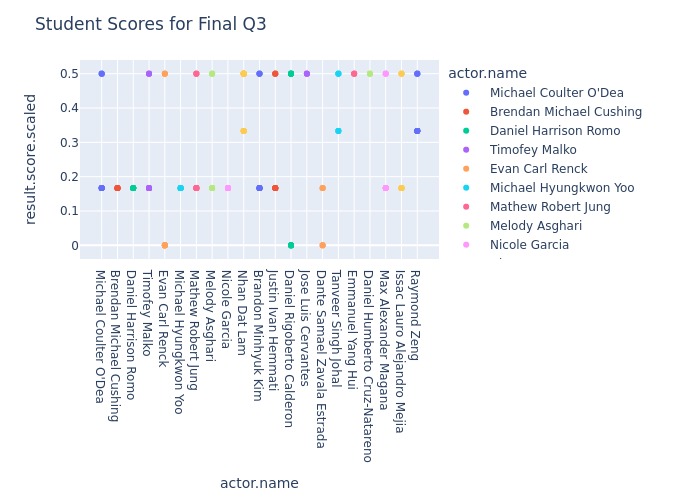 Student Scores for Final Q3
result.score.scaled
0.5
0.4
0.3
0.2
0.1
0
Michael Coulter O'Dea
Brendan Michael Cushing
Daniel Harrison Romo
Timofey Malko
Evan Carl Renck
Michael Hyungkwon Yoo
Mathew Robert Jung
Melody Asghari
Nicole Garcia
Nhan Dat Lam
Brandon Minhyuk Kim
Justin Ivan Hemmati
Daniel Rigoberto Calderon
Jose Luis Cervantes
Dante Samael Zavala Estrada
Tanveer Singh Johal
Emmanuel Yang Hui
Daniel Humberto Cruz-Natareno
Max Alexander Magana
Issac Lauro Alejandro Mejia
Raymond Zeng
actor.name
actor.name
Michael Coulter O'Dea
Brendan Michael Cushing
Daniel Harrison Romo
Timofey Malko
Evan Carl Renck
Michael Hyungkwon Yoo
Mathew Robert Jung
Melody Asghari
Nicole Garcia